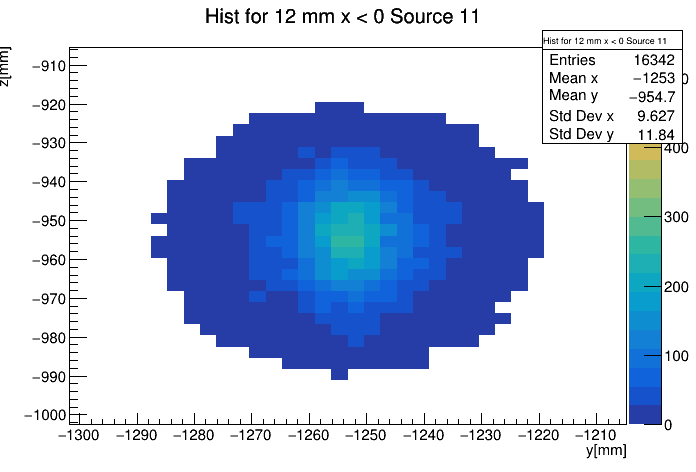 Hist for 12 mm x < 0 Source 11
z[mm]
Hist for 12 mm x < 0 Source 11
Entries 16342
Mean x −1253
Mean y −954.7
Std Dev x 9.627
Std Dev y 11.84
−910
−920
−930
−940
−950
−960
−970
−980
−990
−1000
400
300
200
100
0
−1300 −1290 −1280 −1270 −1260 −1250 −1240 −1230 −1220 −1210
y[mm]